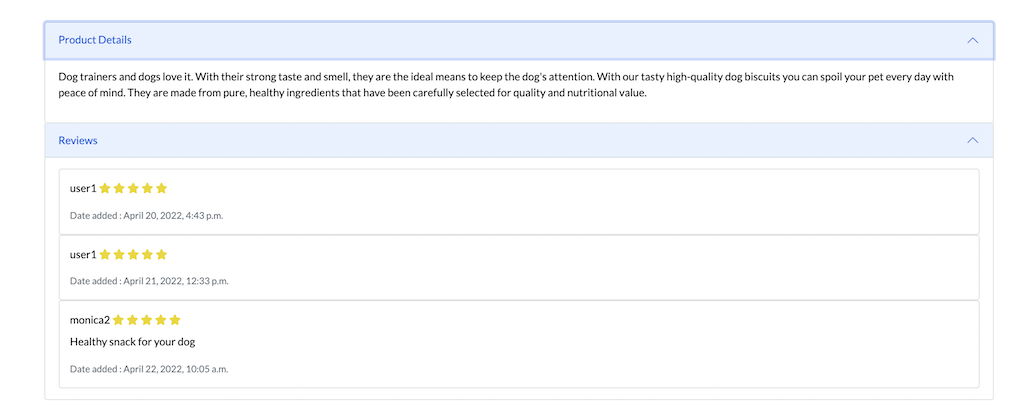 Product Details
Dog trainers and dogs love it. With their strong taste and smell, they are the ideal means to keep the dog's attention. With our tasty high-quality dog biscuits you can spoil your pet every day with
peace of mind. They are made from pure, healthy ingredients that have been carefully selected for quality and nutritional value.
Reviews
user1
Date added : April 20, 2022, 4:43 p.m.
user1
Date added : April 21, 2022, 12:33 p.m.
monica2
Healthy snack for your dog
Date added : April 22, 2022, 10:05 a.m.